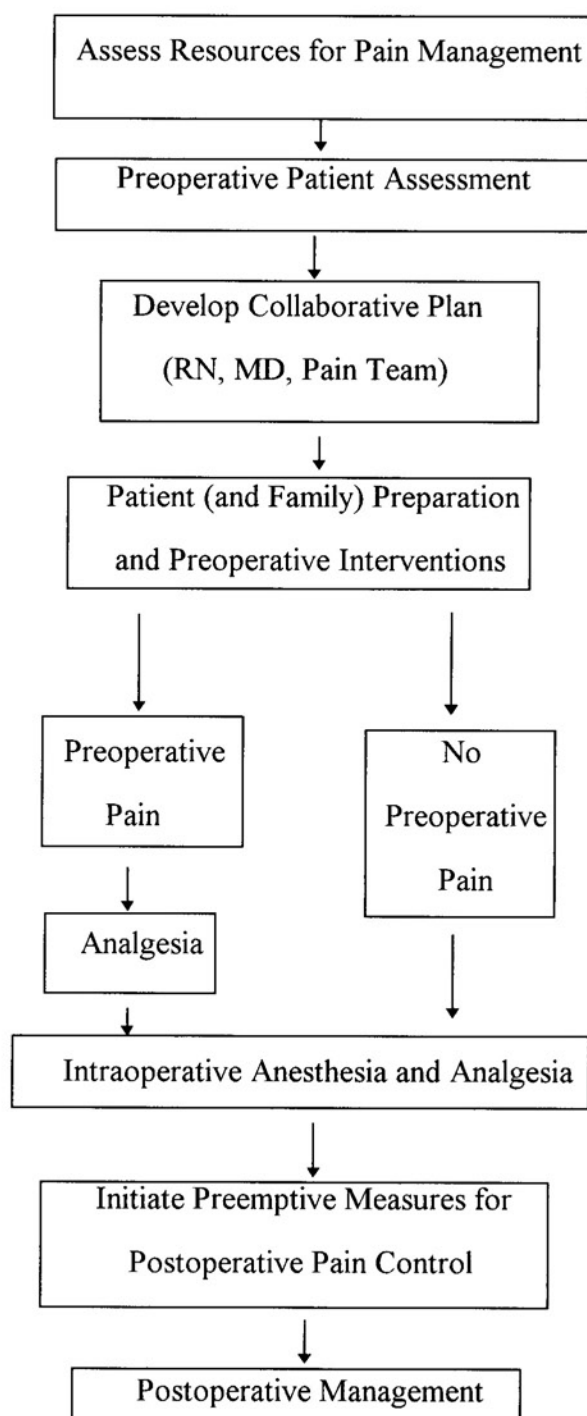 Assess Resources for Pain Management
Preoperative Patient Assessment
Develop Collaborative Plan
(RN, MD, Pain Team)
Patient (and Family) Preparation
and Preoperative Interventions
Preoperative
Pain
No
Preoperative
Pain
Analgesia
Intraoperative Anesthesia and Analgesia
Initiate Preemptive Measures for
Postoperative Pain Control
Postoperative Management